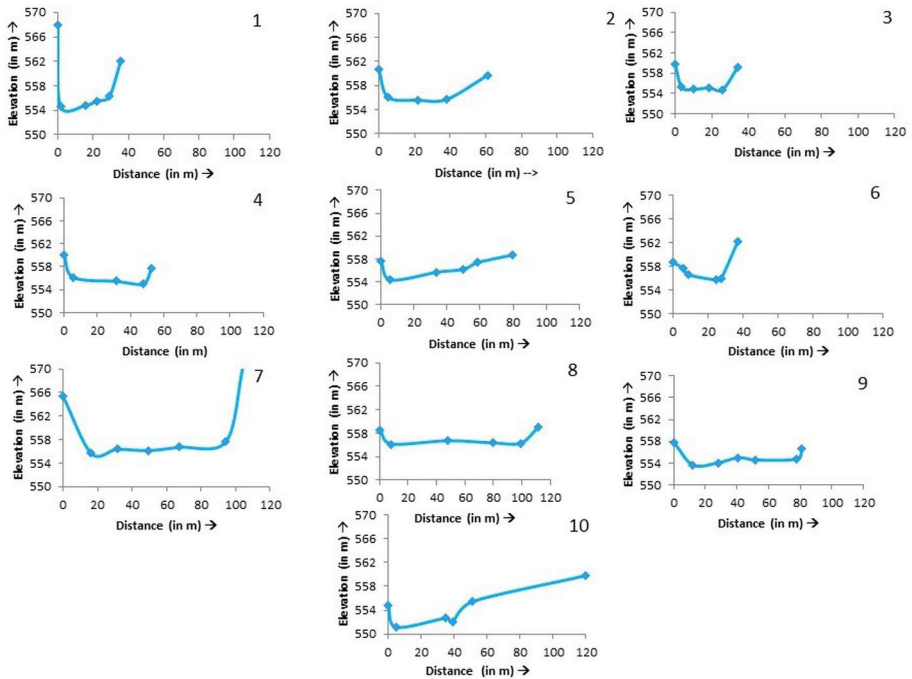 1
Elevation (in m) →
570
566
562
558
554
550
0 20 40 60 80 100 120
Distance (in m) →
2
Elevation (in m) →
570
566
562
558
554
550
0 20 40 60 80 100 120
Distance (in m) -->
3
Elevation (in m) →
570
566
562
558
554
550
0 20 40 60 80 100 120
Distance (in m) →
4
Elevation (in m) →
570
566
562
558
554
550
0 20 40 60 80 100 120
Distance (in m)
5
Elevation (in m) →
570
566
562
558
554
550
0 20 40 60 80 100 120
Distance (in m) →
6
Elevation (in m) →
570
566
562
558
554
550
0 20 40 60 80 100 120
Distance (in m) →
7
Elevation (in m) →
570
566
562
558
554
550
0 20 40 60 80 100 120
Distance (in m) →
8
Elevation (in m) →
570
566
562
558
554
550
0 20 40 60 80 100 120
Distance (in m) →
9
Elevation (in m) →
570
566
562
558
554
550
0 20 40 60 80 100 120
Distance (in m) →
10
Elevation (in m) →
570
566
562
558
554
550
0 20 40 60 80 100 120
Distance (in m) →